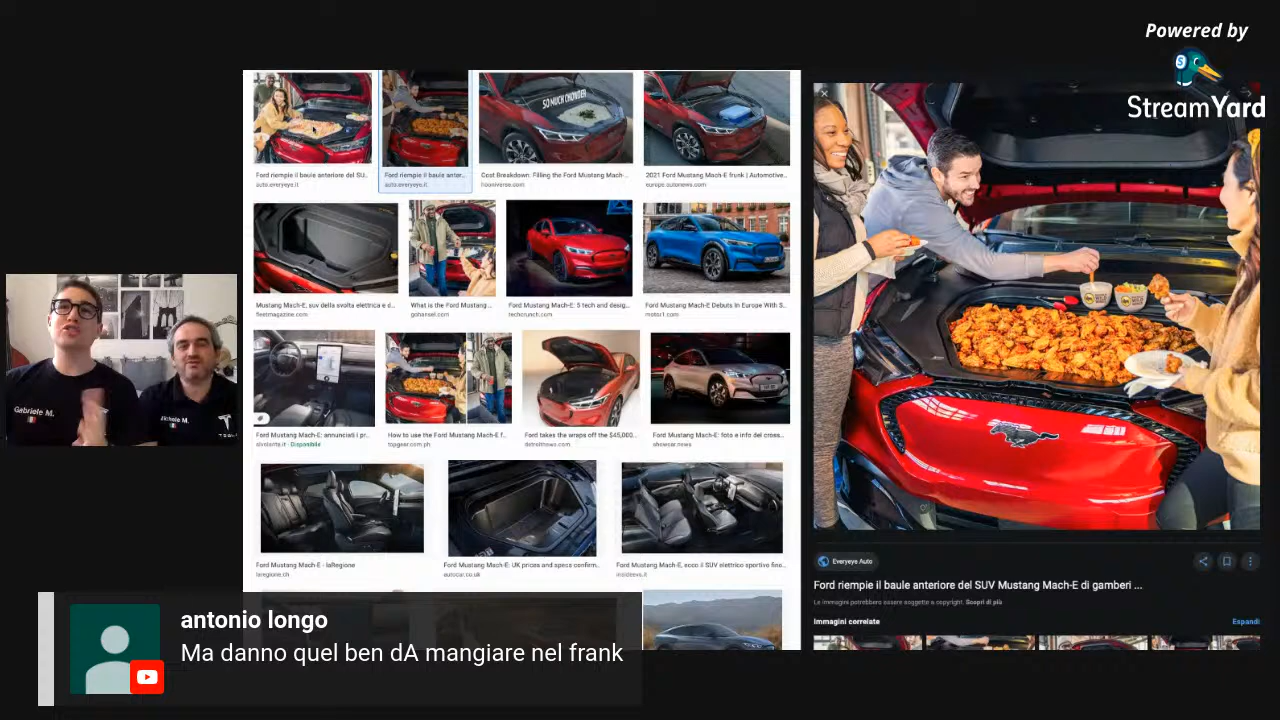 Powered by
StreamYard
SO MUCH CHOWDER
Ford riempie il baule anteriore del SU...
auto.everyeye.it
Ford riempie il baule anter...
auto.everyeye.it
Cost Breakdown: Filling the Ford Mustang Mach-...
hooniverse.com
2021 Ford Mustang Mach-E frunk | Automotive...
europe.autonews.com
Mustang Mach-E, suv della svolta elettrica e d...
fleetmagazine.com
What is the Ford Mustang ...
gohansel.com
Ford Mustang Mach-E: 5 tech and desig...
techcrunch.com
Ford Mustang Mach-E Debuts In Europe With S...
motor1.com
Ford Mustang Mach-E: annunciati i pr...
Disponibile
How to use the Ford Mustang Mach-E f...
topgear.com.ph
Ford takes the wraps off the $45,000...
detroitnews.com
Ford Mustang Mach-E: foto e info del cross...
Gabriele M.
Michele M.
Ford Mustang Mach-E - laRegione
laregione.ch
Ford Mustang Mach-E: UK prices and specs confirm...
autocar.co.uk
Ford Mustang Mach-E, ecco il SUV elettrico sportivo fine...
insideevs.it
Everyeye Auto
Ford riempie il baule anteriore del SUV Mustang Mach-E di gamberi ...
Le immagini potrebbero essere soggette a copyright. Scopri di più
Immagini correlate
Espandi
antonio longo
Ma danno quel ben dA mangiare nel frank